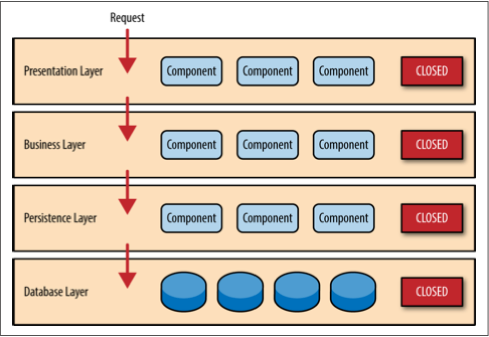 Request
Presentation Layer Component Component Component CLOSED
Business Layer Component Component Component CLOSED
Persistence Layer Component Component Component CLOSED
Database Layer CLOSED